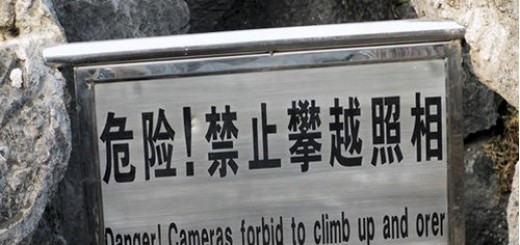 危险!禁止攀越照相
Danger! Cameras forbid to climb up and orer